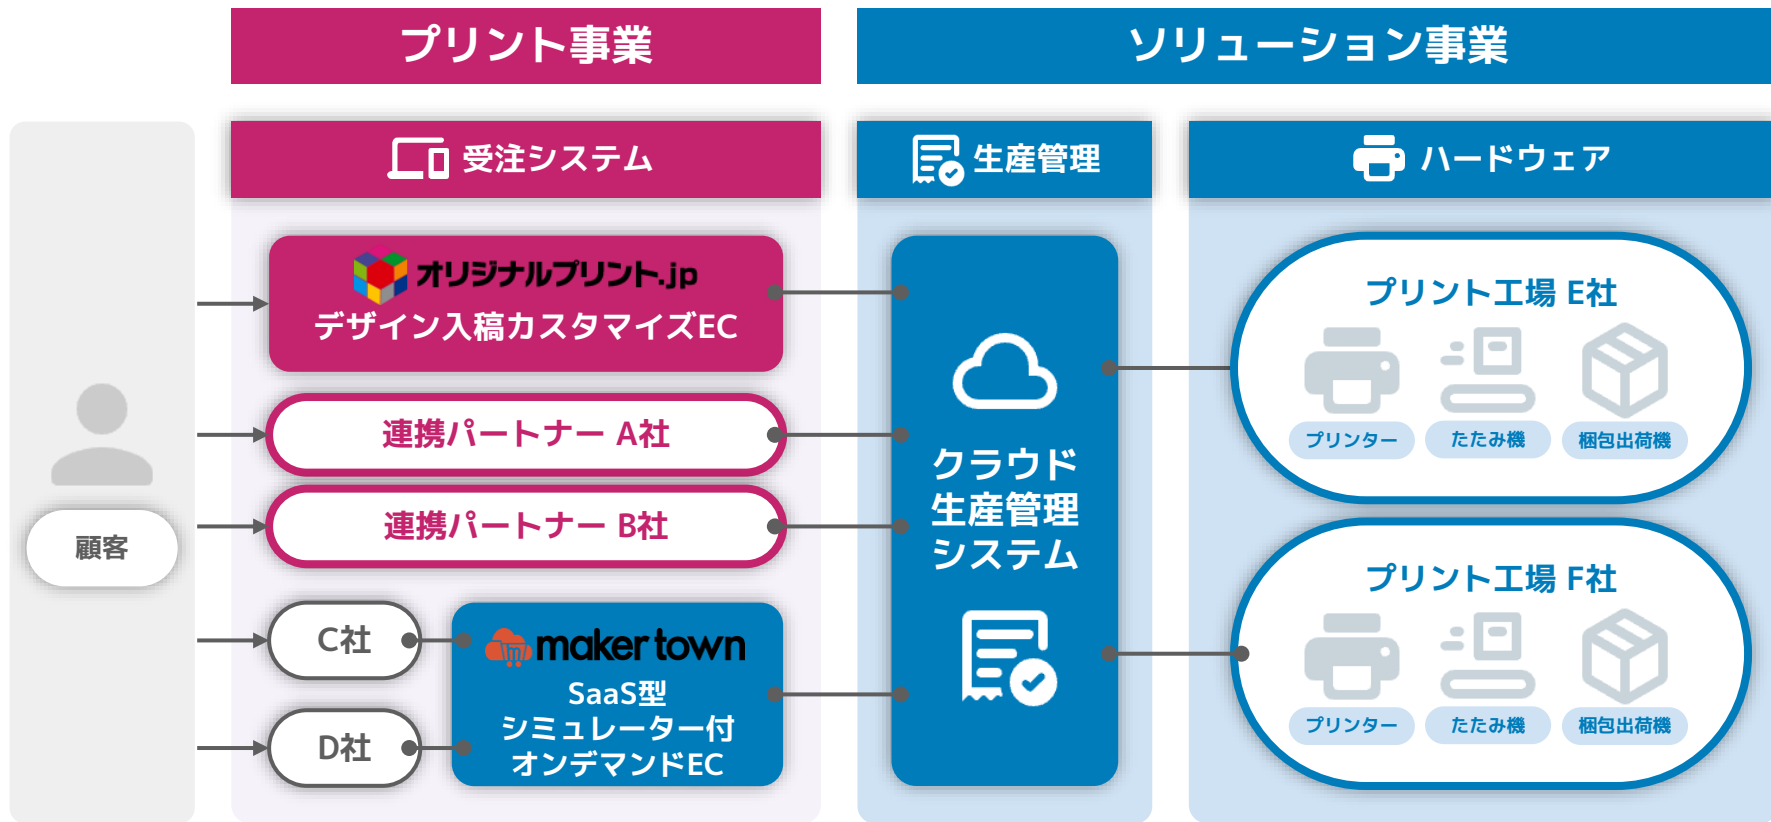 プリント事業
ソリューション事業
受注システム
生産管理
ハードウェア
顧客
オリジナルプリント.jp
デザイン入稿カスタマイズEC
連携パートナー A社
連携パートナー B社
C社
D社
maker town
SaaS型
シミュレーター付
オンデマンドEC
クラウド
生産管理
システム
プリント工場 E社
プリンター
たたみ機
梱包出荷機
プリント工場 F社
プリンター
たたみ機
梱包出荷機